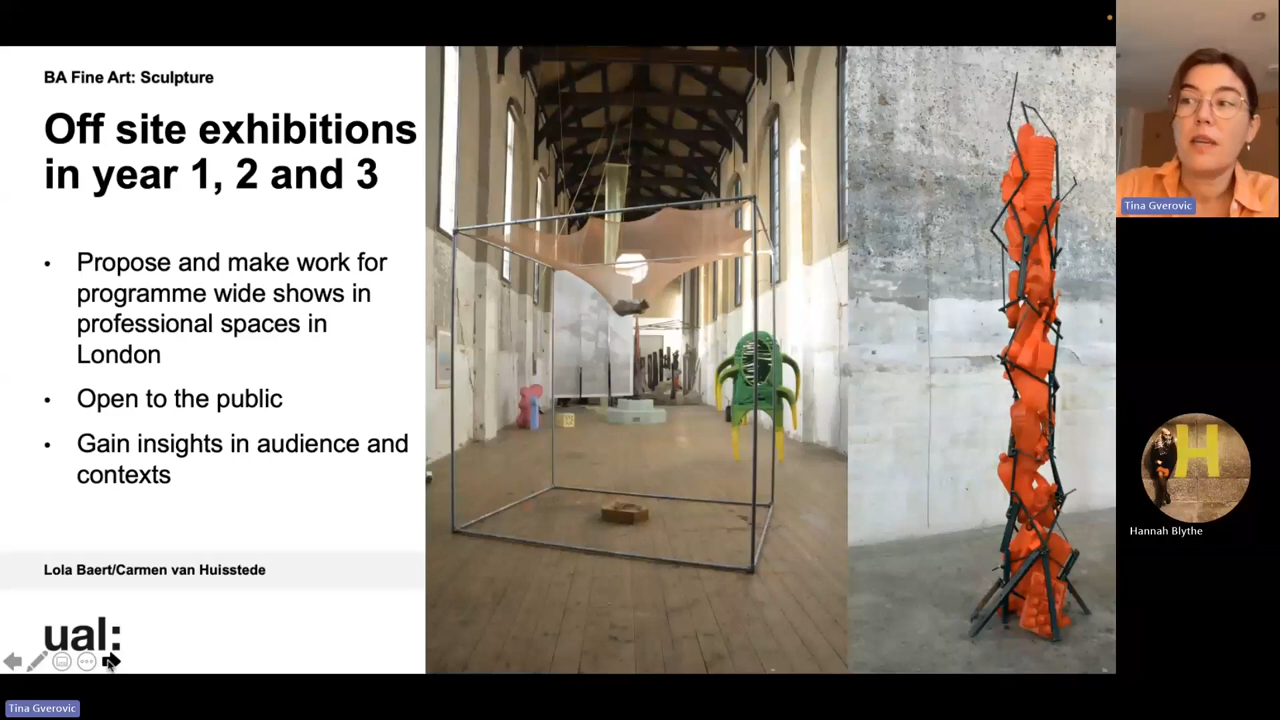 BA Fine Art: Sculpture
Off site exhibitions
in year 1, 2 and 3
• Propose and make work for
programme wide shows in
professional spaces in
London
• Open to the public
• Gain insights in audience and
contexts
Lola Baert/Carmen van Huisstede
ual:
Tina Gverovic
H
Hannah Blythe
Tina Gverovic